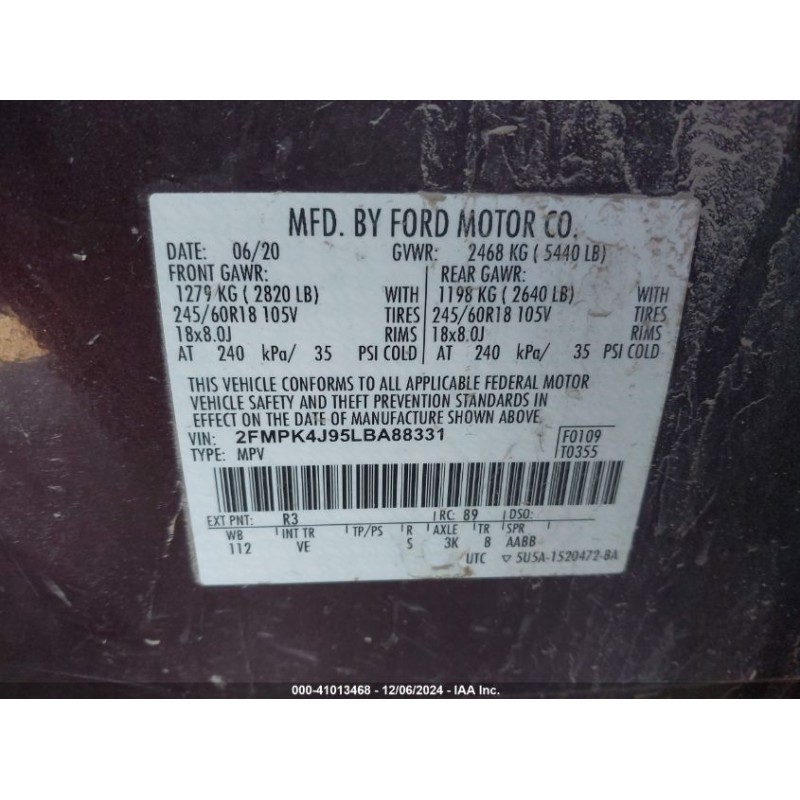 MFD. BY FORD MOTOR CO.
DATE: 06/20 GVWR: 2468 KG ( 5440 LB)
FRONT GAWR: REAR GAWR:
1279 KG ( 2820 LB) WITH 1198 KG ( 2640 LB) WITH
245/60R18 105V TIRES 245/60R18 105V TIRES
18x8.0J RIMS 18x8.0J RIMS
AT 240 kPa/ 35 PSI COLD AT 240 kPa/ 35 PSI COLD
THIS VEHICLE CONFORMS TO ALL APPLICABLE FEDERAL MOTOR
VEHICLE SAFETY AND THEFT PREVENTION STANDARDS IN
EFFECT ON THE DATE OF MANUFACTURE SHOWN ABOVE.
VIN: 2FMPK4J95LBA88331 F0109
TYPE: MPV T0355
EXT PNT: R3 RC: 89 DSO:
WB INT TR TP/PS R AXLE TR SPR
112 VE S 3K 8 AABB
UTC ▽ 5U5A-1520472-BA
000-41013468 - 12/06/2024 - IAA Inc.